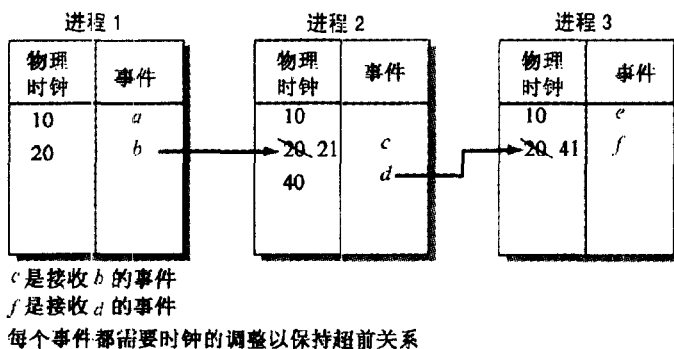 进程 1
物理时钟 事件
10 a
20 b
进程 2
物理时钟 事件
10
20 21 c
40 d
进程 3
物理时钟 事件
10 e
20 41 f
c 是接收 b 的事件
f 是接收 d 的事件
每个事件都需要时钟的调整以保持超前关系